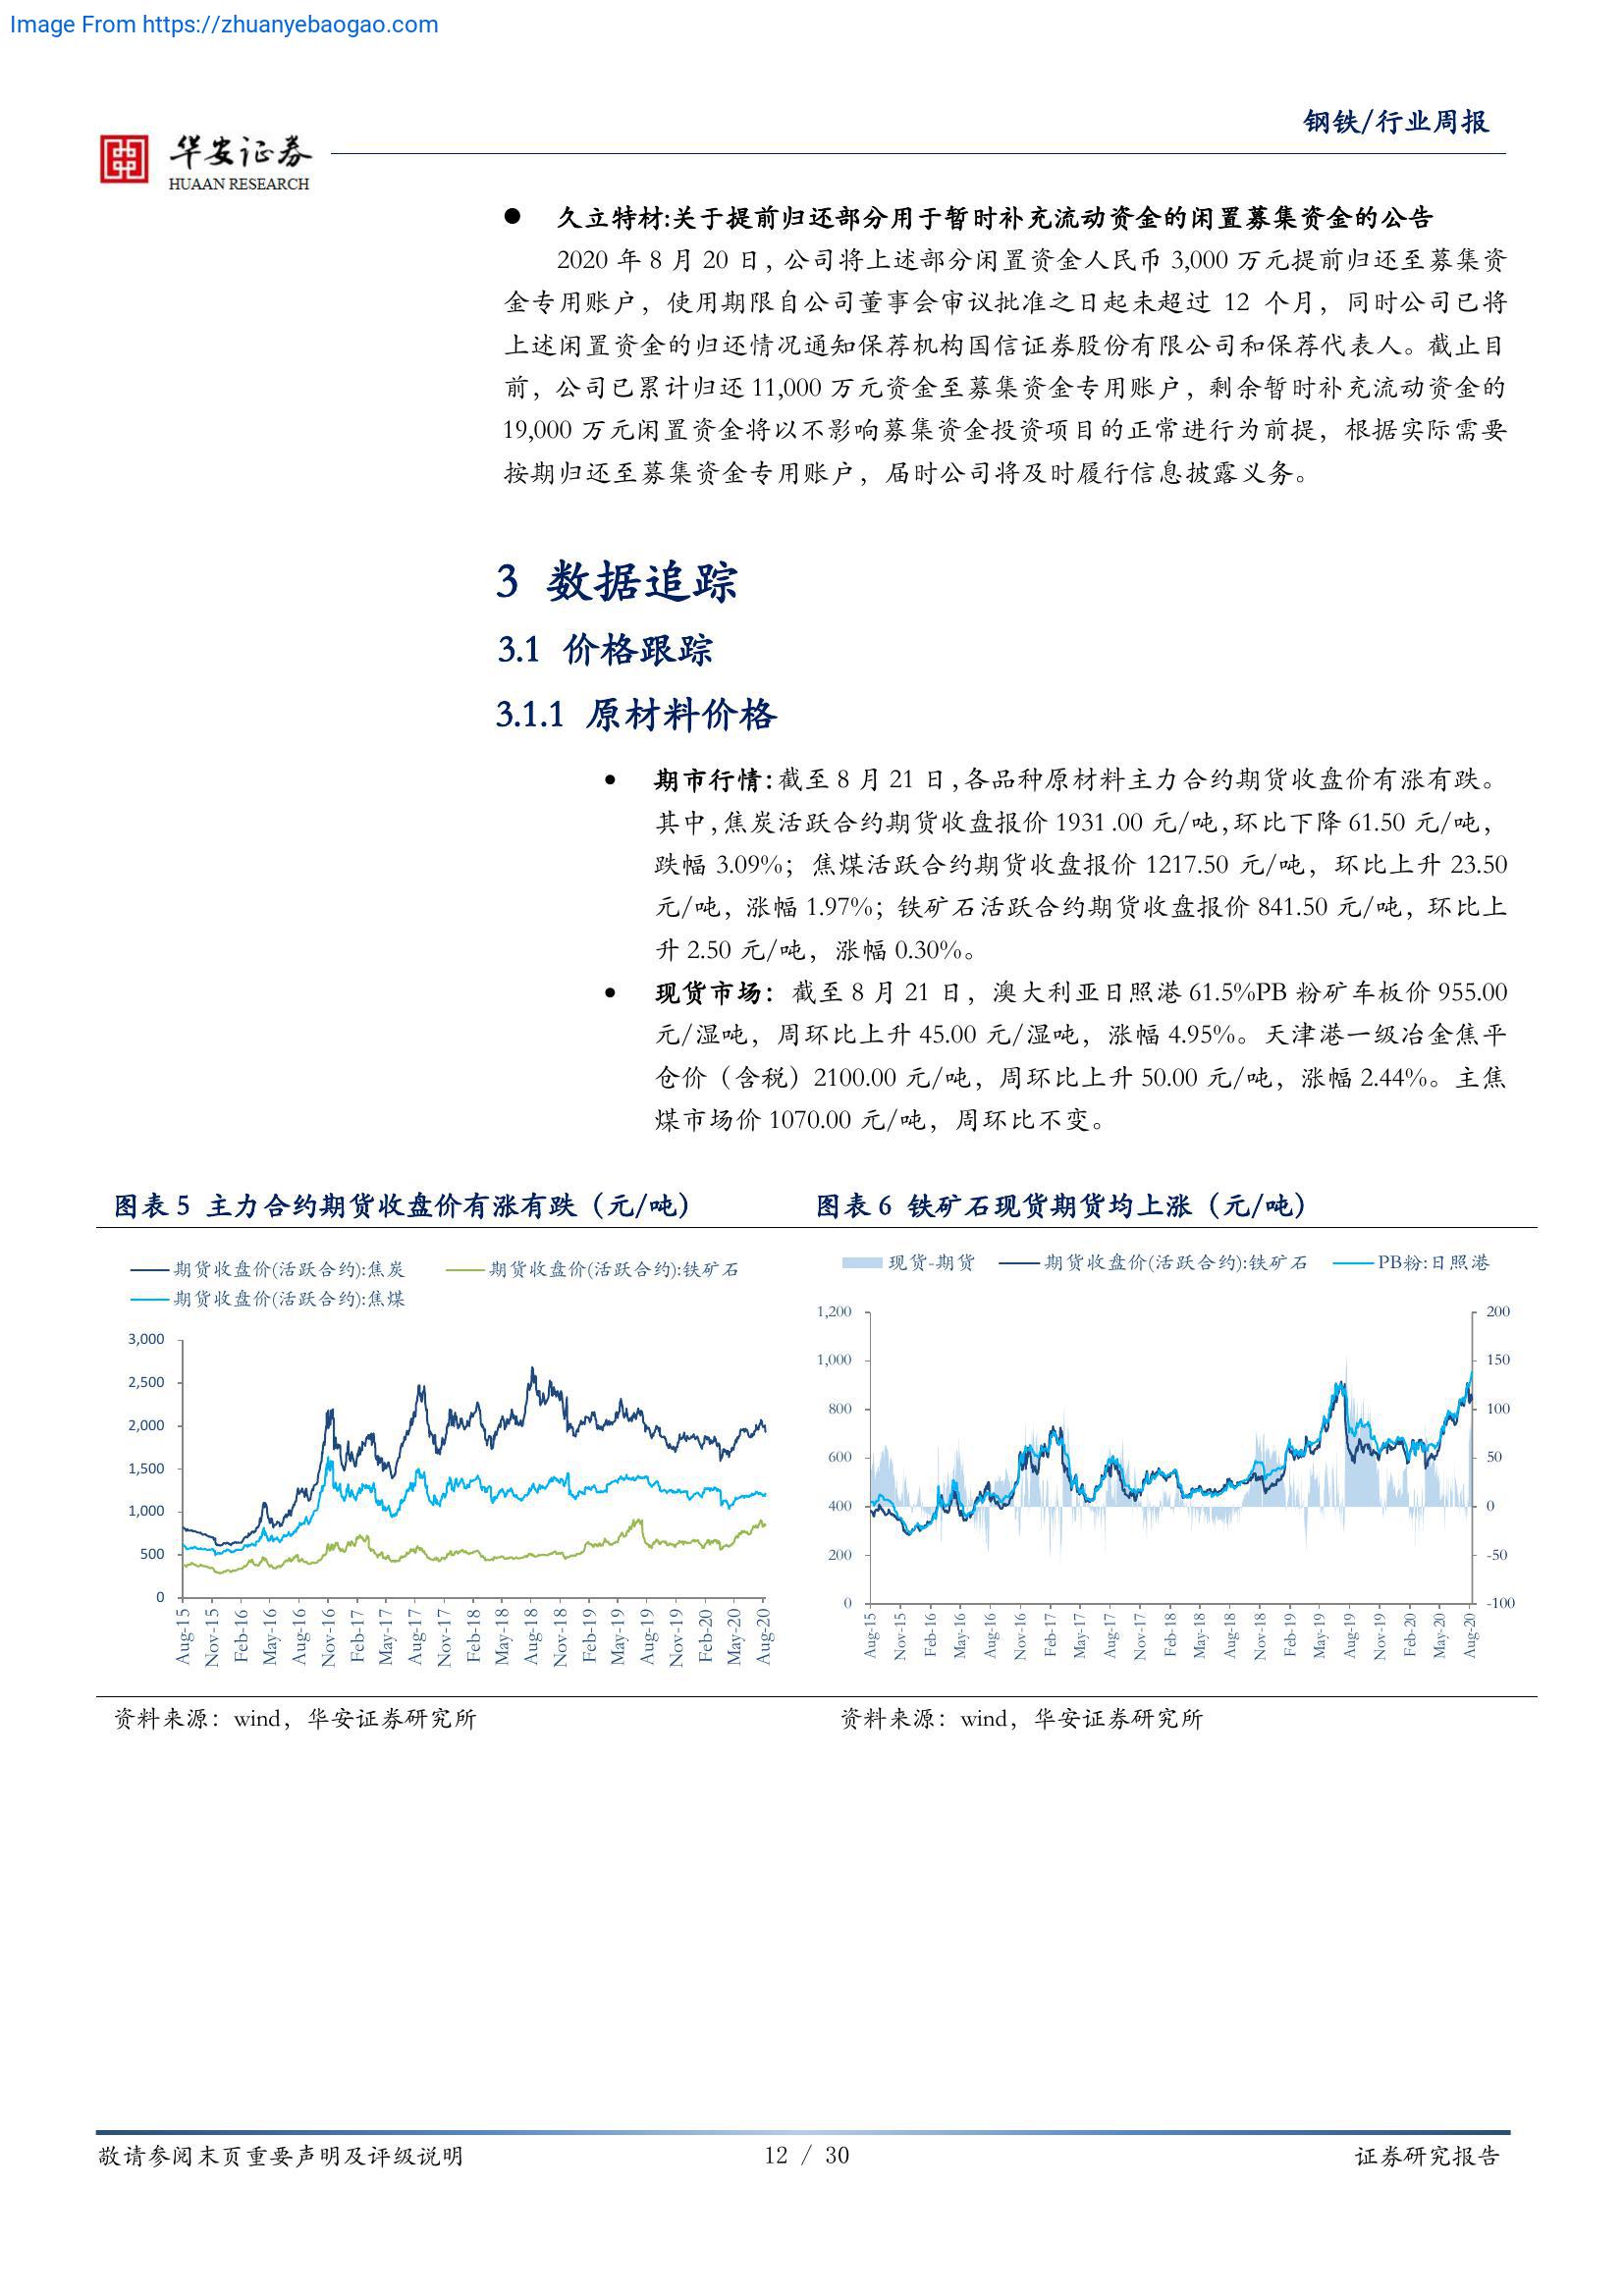 Image From https://zhuanyebaogao.com
钢铁/行业周报
华安证券
HUAAN RESEARCH
● 久立特材:关于提前归还部分用于暂时补充流动资金的闲置募集资金的公告
2020 年 8 月 20 日，公司将上述部分闲置资金人民币 3,000 万元提前归还至募集资
金专用账户，使用期限自公司董事会审议批准之日起未超过 12 个月，同时公司已将
上述闲置资金的归还情况通知保荐机构国信证券股份有限公司和保荐代表人。截止目
前，公司已累计归还 11,000 万元资金至募集资金专用账户，剩余暂时补充流动资金的
19,000 万元闲置资金将以不影响募集资金投资项目的正常进行为前提，根据实际需要
按期归还至募集资金专用账户，届时公司将及时履行信息披露义务。
3 数据追踪
3.1 价格跟踪
3.1.1 原材料价格
• 期市行情：截至 8 月 21 日，各品种原材料主力合约期货收盘价有涨有跌。
其中，焦炭活跃合约期货收盘报价 1931.00 元/吨，环比下降 61.50 元/吨，
跌幅 3.09%；焦煤活跃合约期货收盘报价 1217.50 元/吨，环比上升 23.50
元/吨，涨幅 1.97%；铁矿石活跃合约期货收盘报价 841.50 元/吨，环比上
升 2.50 元/吨，涨幅 0.30%。
• 现货市场：截至 8 月 21 日，澳大利亚日照港 61.5%PB 粉矿车板价 955.00
元/湿吨，周环比上升 45.00 元/湿吨，涨幅 4.95%。天津港一级冶金焦平
仓价（含税）2100.00 元/吨，周环比上升 50.00 元/吨，涨幅 2.44%。主焦
煤市场价 1070.00 元/吨，周环比不变。
图表 5 主力合约期货收盘价有涨有跌（元/吨）
期货收盘价(活跃合约):焦炭 期货收盘价(活跃合约):铁矿石
期货收盘价(活跃合约):焦煤
3,000
2,500
2,000
1,500
1,000
500
0
Aug-15 Nov-15 Feb-16 May-16 Aug-16 Nov-16 Feb-17 May-17 Aug-17 Nov-17 Feb-18 May-18 Aug-18 Nov-18 Feb-19 May-19 Aug-19 Nov-19 Feb-20 May-20 Aug-20
资料来源：wind，华安证券研究所
图表 6 铁矿石现货期货均上涨（元/吨）
现货-期货 期货收盘价(活跃合约):铁矿石 PB粉:日照港
1,200 200
1,000 150
800 100
600 50
400 0
200 -50
0 -100
Aug-15 Nov-15 Feb-16 May-16 Aug-16 Nov-16 Feb-17 May-17 Aug-17 Nov-17 Feb-18 May-18 Aug-18 Nov-18 Feb-19 May-19 Aug-19 Nov-19 Feb-20 May-20 Aug-20
资料来源：wind，华安证券研究所
敬请参阅末页重要声明及评级说明
12 / 30
证券研究报告